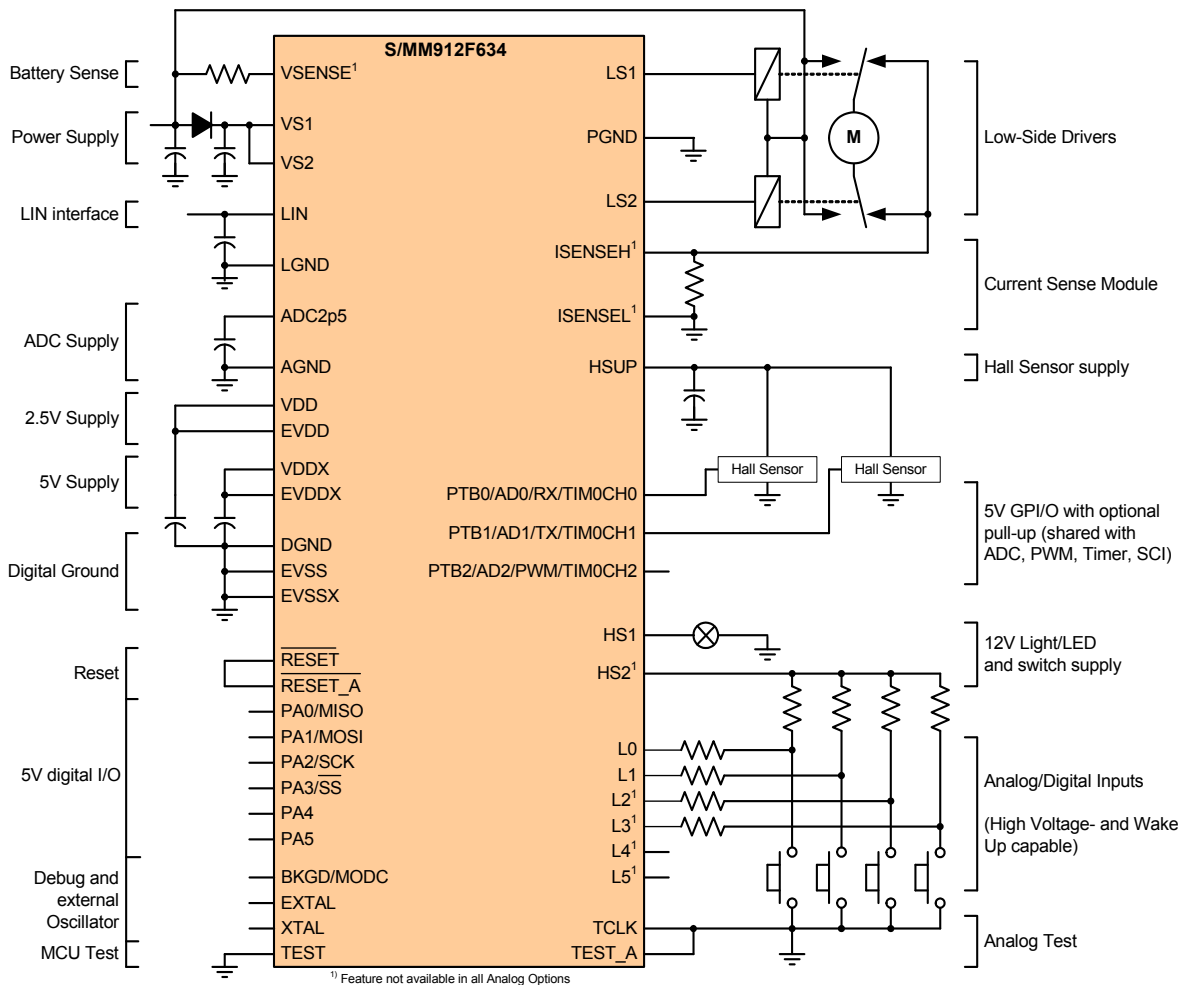 S/MM912F634
Battery Sense
Power Supply
LIN interface
ADC Supply
2.5V Supply
5V Supply
Digital Ground
Reset
5V digital I/O
Debug and
external
Oscillator
MCU Test
VSENSE¹
VS1
VS2
LIN
LGND
ADC2p5
AGND
VDD
EVDD
VDDX
EVDDX
DGND
EVSS
EVSSX
RESET
RESET_A
PA0/MISO
PA1/MOSI
PA2/SCK
PA3/SS
PA4
PA5
BKGD/MODC
EXTAL
XTAL
TEST
LS1
PGND
LS2
ISENSEH¹
ISENSEL¹
HSUP
PTB0/AD0/RX/TIM0CH0
PTB1/AD1/TX/TIM0CH1
PTB2/AD2/PWM/TIM0CH2
HS1
HS2¹
L0
L1
L2¹
L3¹
L4¹
L5¹
TCLK
TEST_A
M
Hall Sensor
Hall Sensor
Low-Side Drivers
Current Sense Module
Hall Sensor supply
5V GPI/O with optional
pull-up (shared with
ADC, PWM, Timer, SCI)
12V Light/LED
and switch supply
Analog/Digital Inputs
(High Voltage- and Wake
Up capable)
Analog Test
¹⁾ Feature not available in all Analog Options